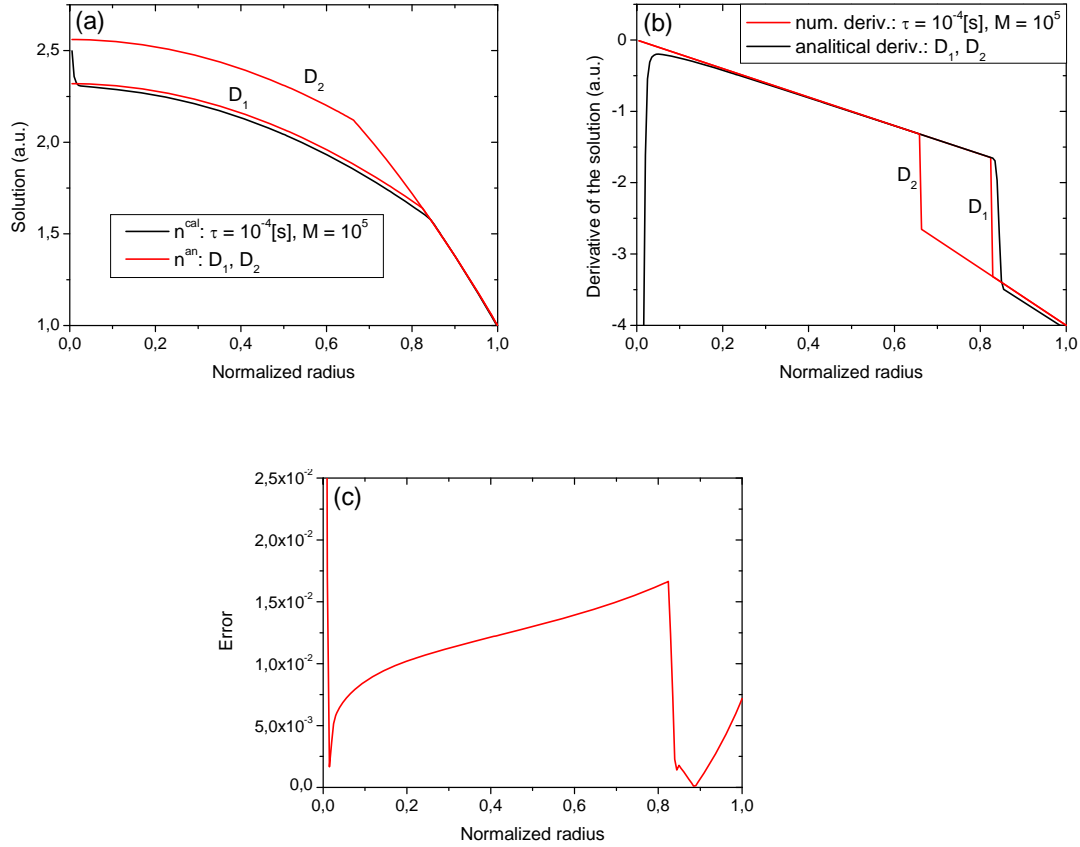 (a)
2,5
2,0
1,5
1,0
Solution (a.u.)
D₂
D₁
nᶜᵃˡ: τ = 10⁻⁴[s], M = 10⁵
nᵃⁿ: D₁, D₂
0,0 0,2 0,4 0,6 0,8 1,0
Normalized radius
(b)
num. deriv.: τ = 10⁻⁴[s], M = 10⁵
analitical deriv.: D₁, D₂
0
-1
-2
-3
-4
Derivative of the solution (a.u.)
D₂
D₁
0,0 0,2 0,4 0,6 0,8 1,0
Normalized radius
(c)
2,5x10⁻²
2,0x10⁻²
1,5x10⁻²
1,0x10⁻²
5,0x10⁻³
0,0
Error
0,0 0,2 0,4 0,6 0,8 1,0
Normalized radius